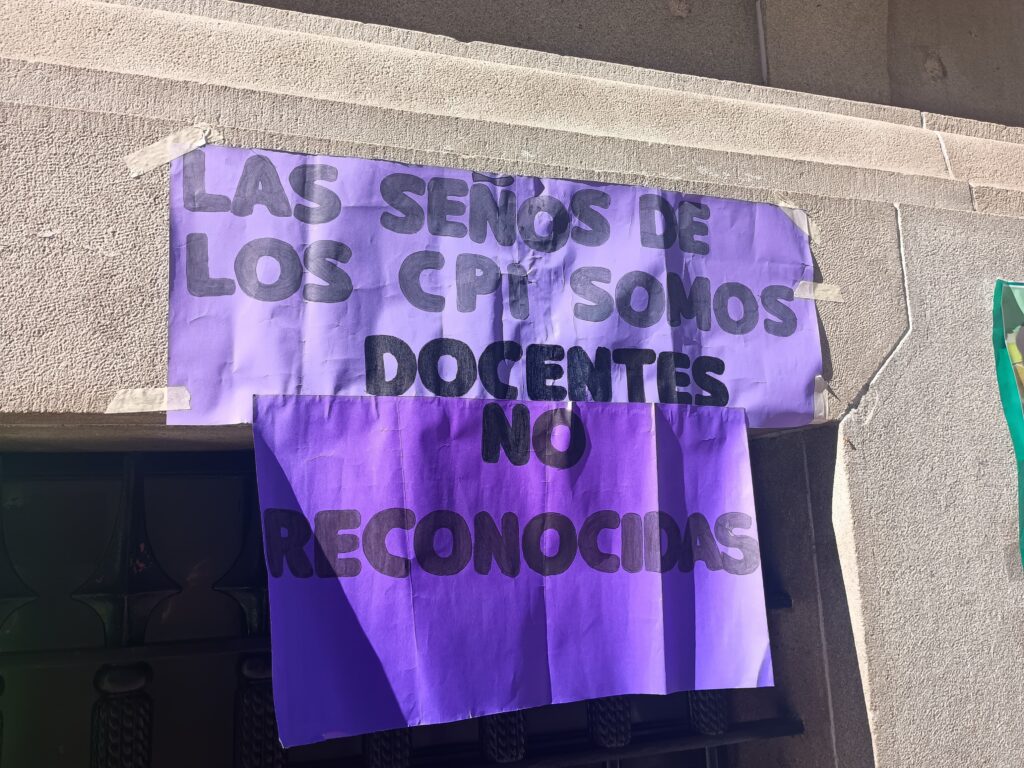 LAS SEÑOS DE
LOS CPI SOMOS
DOCENTES
NO
RECONOCIDAS